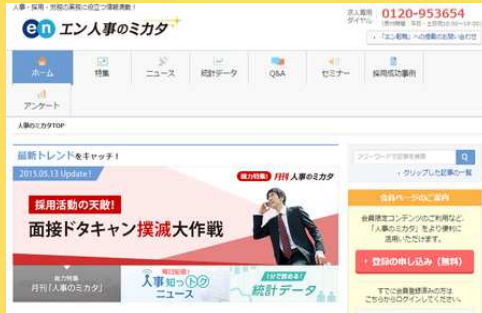 人事・採用・労務の業務に役立つ情報満載!
en エン人事のミカタ
求人専用
ダイヤル 0120-953654
・「エン転職」への掲載のお問い合わせ
ホーム
特集
ニュース
統計データ
Q&A
セミナー
採用成功事例
アンケート
人事のミカタTOP
最新トレンドをキャッチ!
2015.05.13 Update!
総力特集! 月刊 人事のミカタ
採用活動の天敵!
面接ドタキャン撲滅大作戦
総力特集
月刊「人事のミカタ」
毎日配信!
人事知っトク
ニュース
1分で読める!
統計データ
フリーワードで記事を検索
・クリップした記事の一覧
会員ページのご案内
会員限定コンテンツのご利用など、
「人事のミカタ」をより便利に
活用いただけます。
・登録の申し込み(無料)
すでに会員登録済みの方は
こちらからログインしてください。